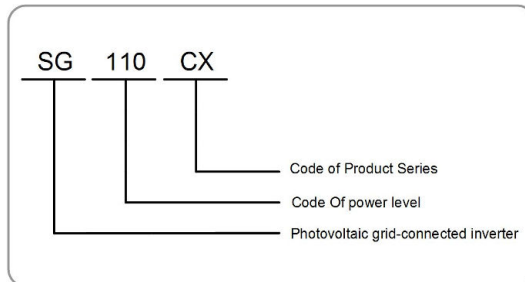 SG 110 CX
Code of Product Series
Code Of power level
Photovoltaic grid-connected inverter